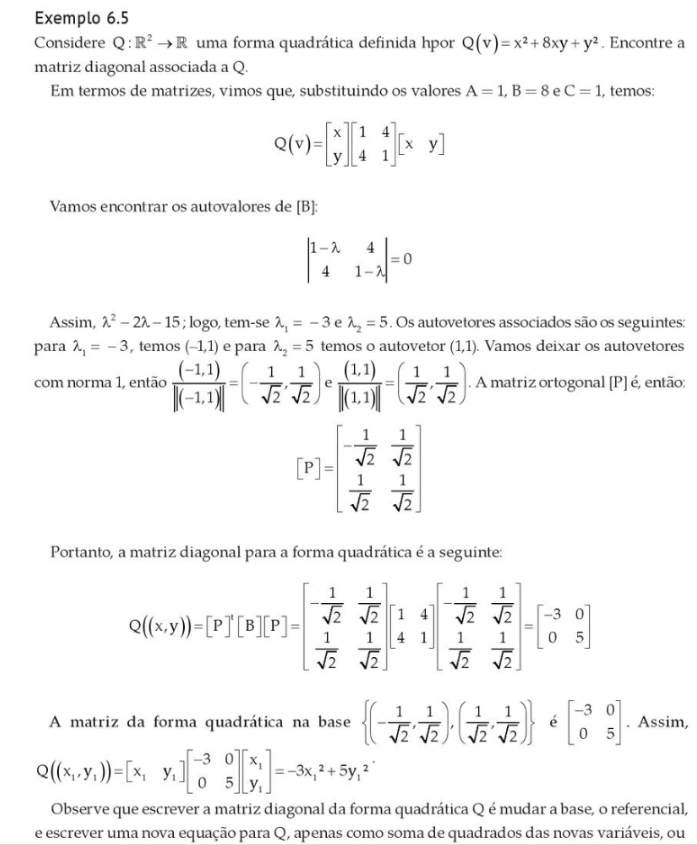 Exemplo 6.5
Considere Q : ℝ² → ℝ uma forma quadrática definida hpor Q(v) = x² + 8xy + y². Encontre a
matriz diagonal associada a Q.
Em termos de matrizes, vimos que, substituindo os valores A = 1, B = 8 e C = 1, temos:
Q(v) = [x; y] [1 4; 4 1] [x y]
Vamos encontrar os autovalores de [B]:
|1−λ 4; 4 1−λ| = 0
Assim, λ² − 2λ − 15; logo, tem-se λ₁ = −3 e λ₂ = 5. Os autovetores associados são os seguintes:
para λ₁ = −3, temos (–1,1) e para λ₂ = 5 temos o autovetor (1,1). Vamos deixar os autovetores
com norma 1, então (−1,1)/‖(−1,1)‖ = (−1/√2, 1/√2) e (1,1)/‖(1,1)‖ = (1/√2, 1/√2). A matriz ortogonal [P] é, então:
[P] = [−1/√2 1/√2; 1/√2 1/√2]
Portanto, a matriz diagonal para a forma quadrática é a seguinte:
Q((x,y)) = [P]ᵗ[B][P] = [−1/√2 1/√2; 1/√2 1/√2] [1 4; 4 1] [−1/√2 1/√2; 1/√2 1/√2] = [−3 0; 0 5]
A matriz da forma quadrática na base {(−1/√2, 1/√2), (1/√2, 1/√2)} é [−3 0; 0 5]. Assim,
Q((x₁, y₁)) = [x₁ y₁] [−3 0; 0 5] [x₁; y₁] = −3x₁² + 5y₁².
Observe que escrever a matriz diagonal da forma quadrática Q é mudar a base, o referencial,
e escrever uma nova equação para Q, apenas como soma de quadrados das novas variáveis, ou